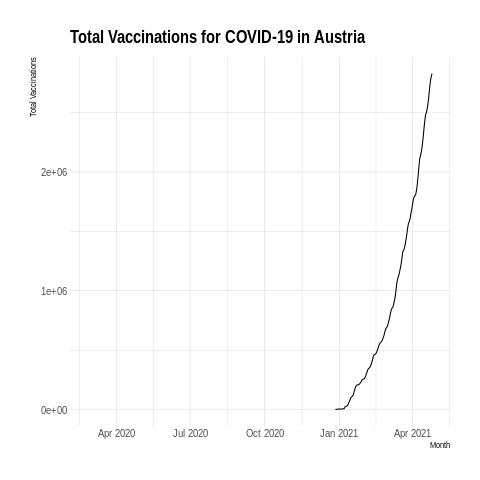 Total Vaccinations for COVID-19 in Austria
Total Vaccinations
2e+06
1e+06
0e+00
Apr 2020 Jul 2020 Oct 2020 Jan 2021 Apr 2021
Month